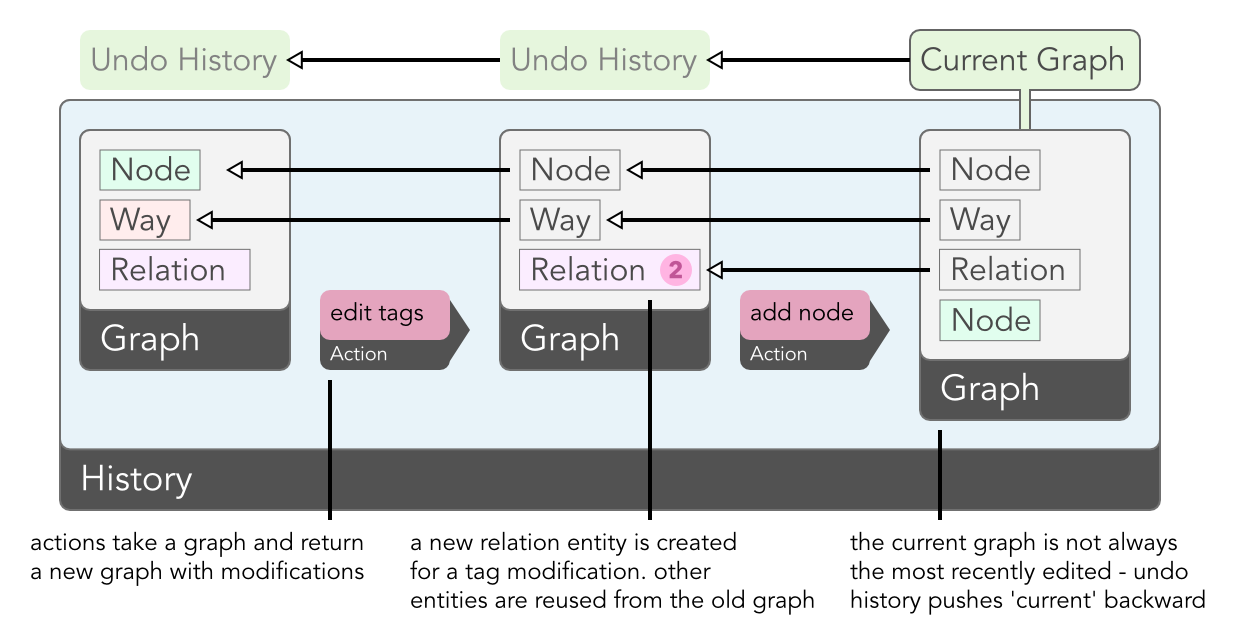 Undo History
Undo History
Current Graph
Node
Way
Relation
Graph
edit tags
Action
Node
Way
Relation 2
Graph
add node
Action
Node
Way
Relation
Node
Graph
History
actions take a graph and return
a new graph with modifications
a new relation entity is created
for a tag modification. other
entities are reused from the old graph
the current graph is not always
the most recently edited - undo
history pushes 'current' backward